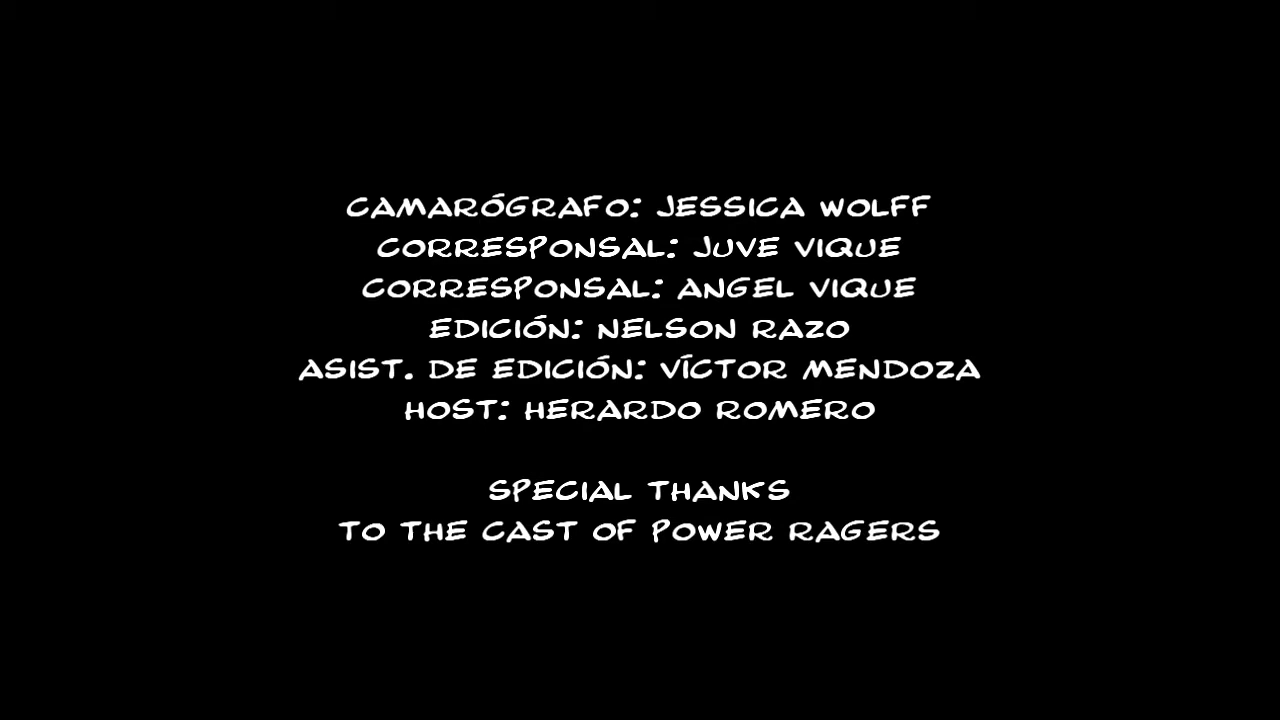 CAMARÓGRAFO: JESSICA WOLFF
CORRESPONSAL: JUVE VIQUE
CORRESPONSAL: ANGEL VIQUE
EDICIÓN: NELSON RAZO
ASIST. DE EDICIÓN: VÍCTOR MENDOZA
HOST: HERARDO ROMERO
SPECIAL THANKS
TO THE CAST OF POWER RAGERS